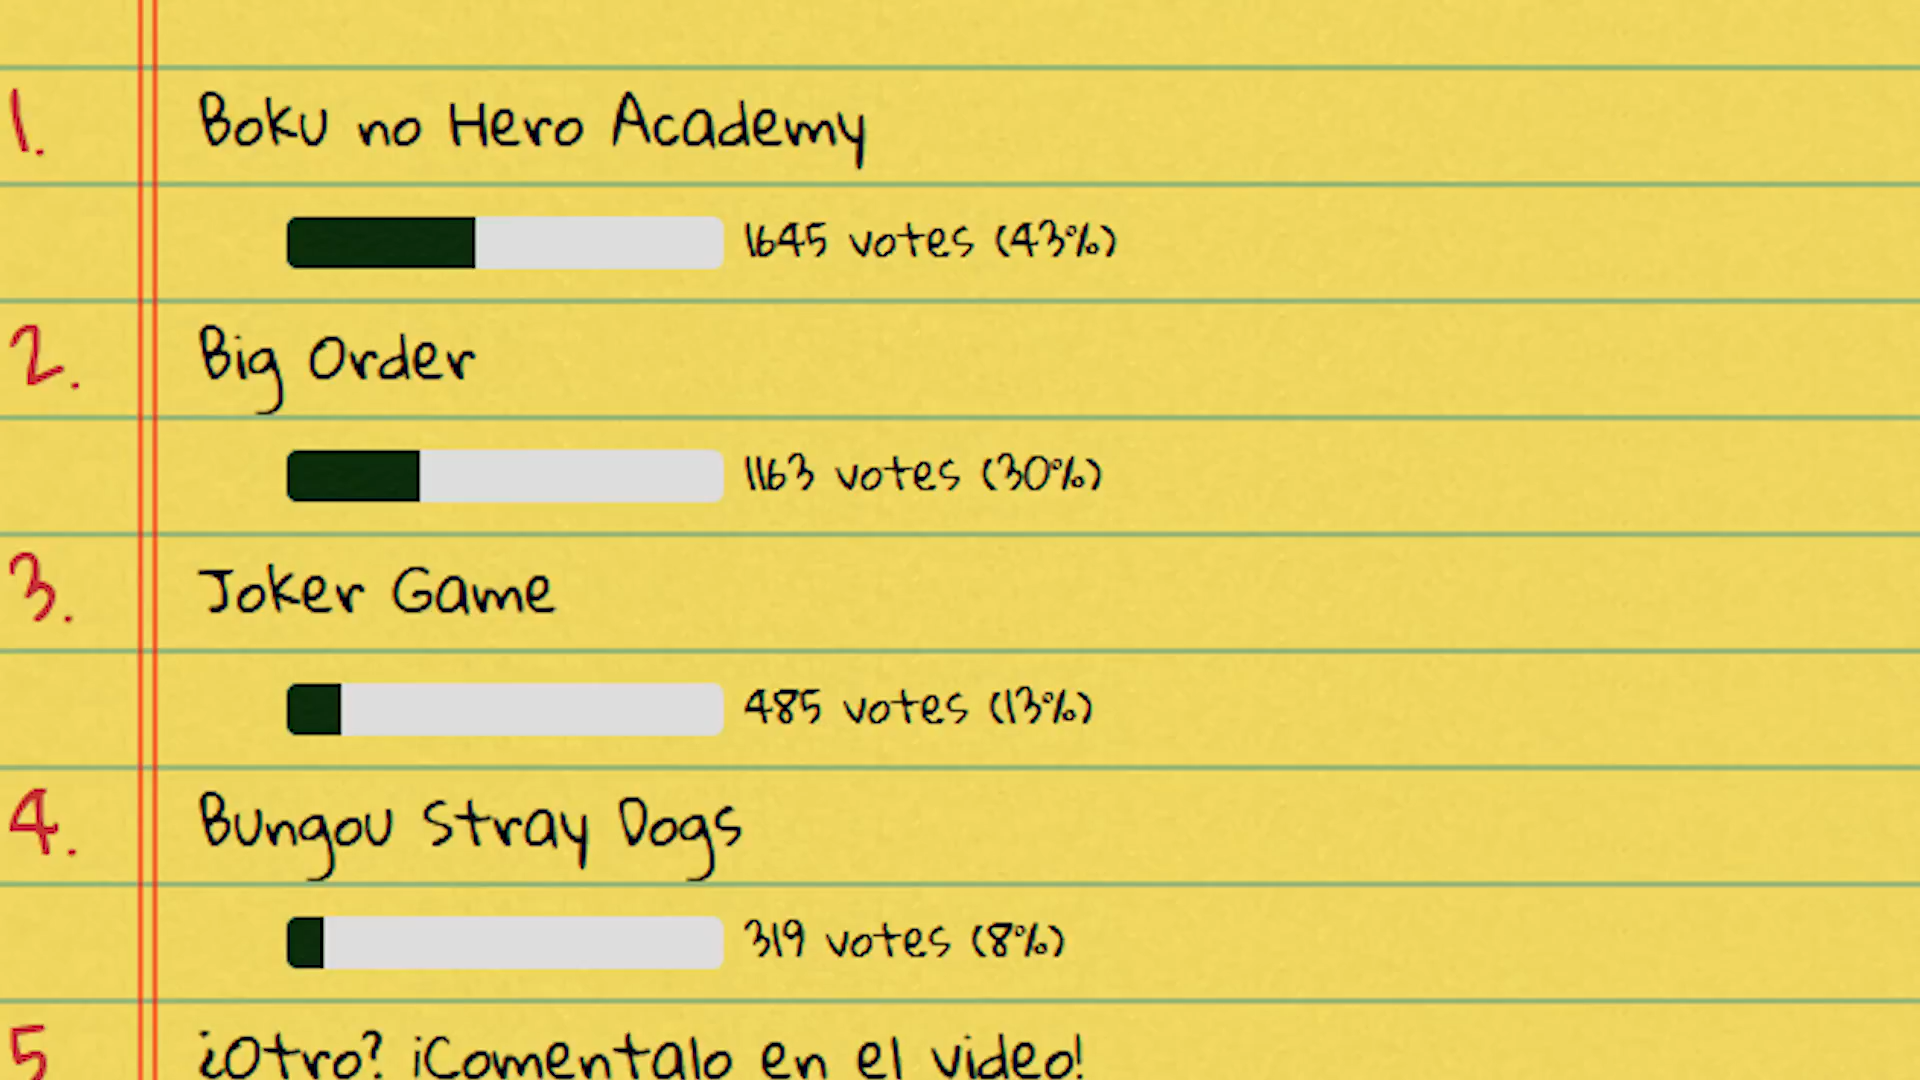 1. Boku no Hero Academy
1645 votes (43%)
2. Big Order
1163 votes (30%)
3. Joker Game
485 votes (13%)
4. Bungou Stray Dogs
319 votes (8%)
5 ¿Otro? ¡Comentalo en el video!